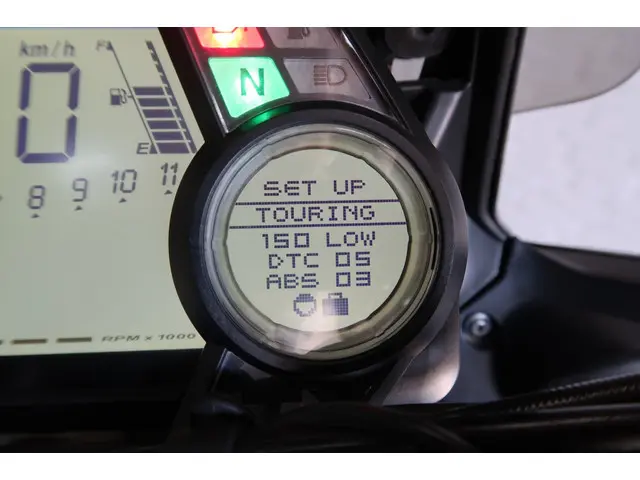 km/h
F
0
E
8 9 10 11
RPM x 1000
N
SET UP
TOURING
150 LOW
DTC 05
ABS 03